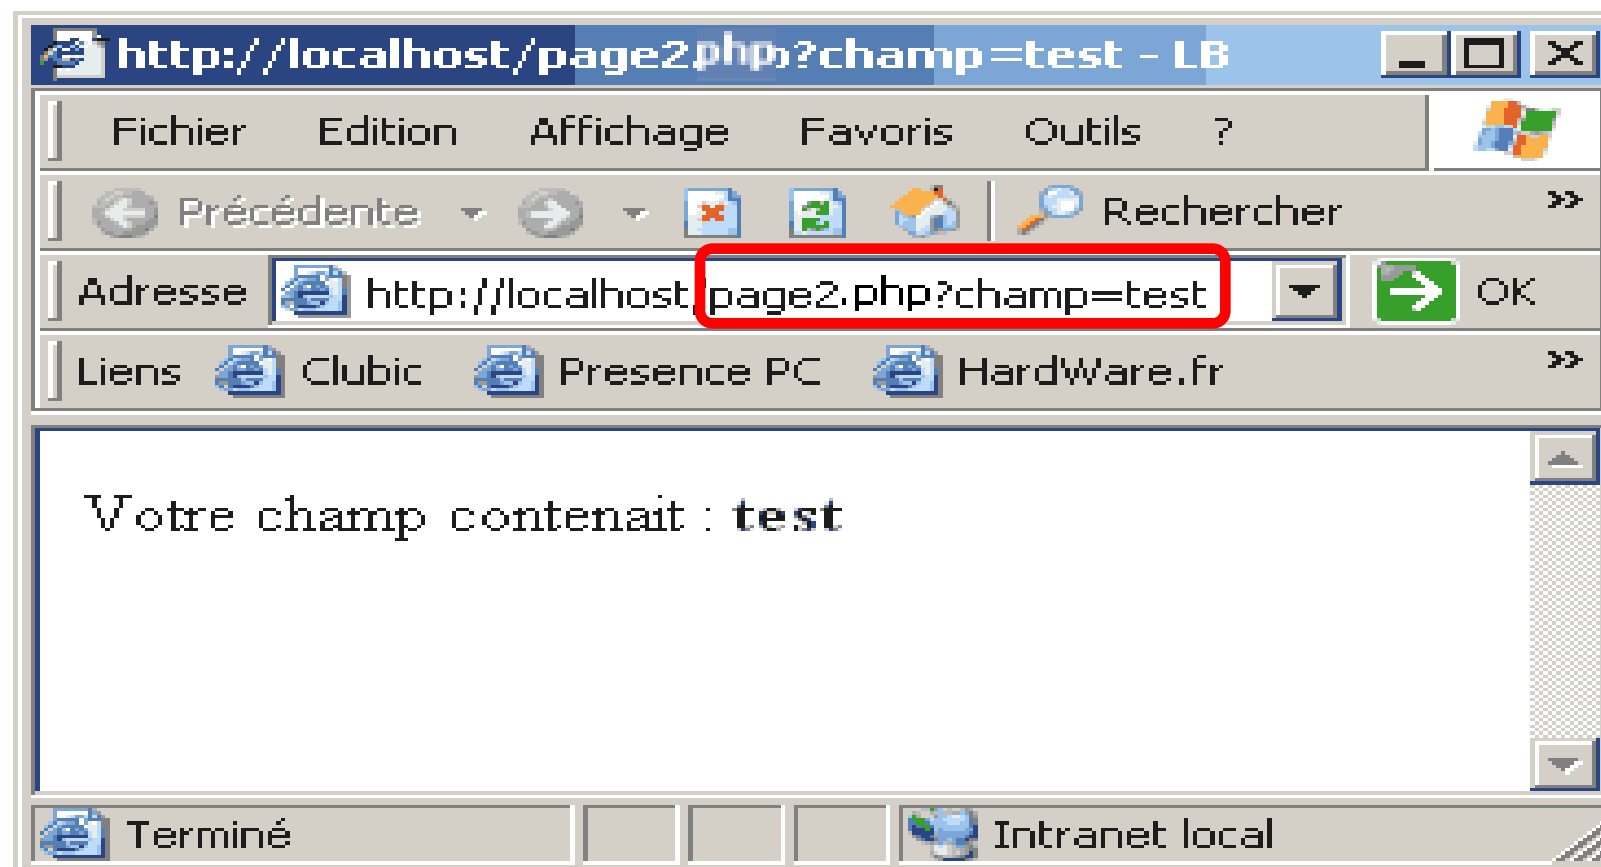 http://localhost/page2.php?champ=test - LB
Fichier Edition Affichage Favoris Outils ?
Précédente Rechercher »
Adresse http://localhost/page2.php?champ=test OK
Liens Clubic Presence PC HardWare.fr »
Votre champ contenait : test
Terminé Intranet local